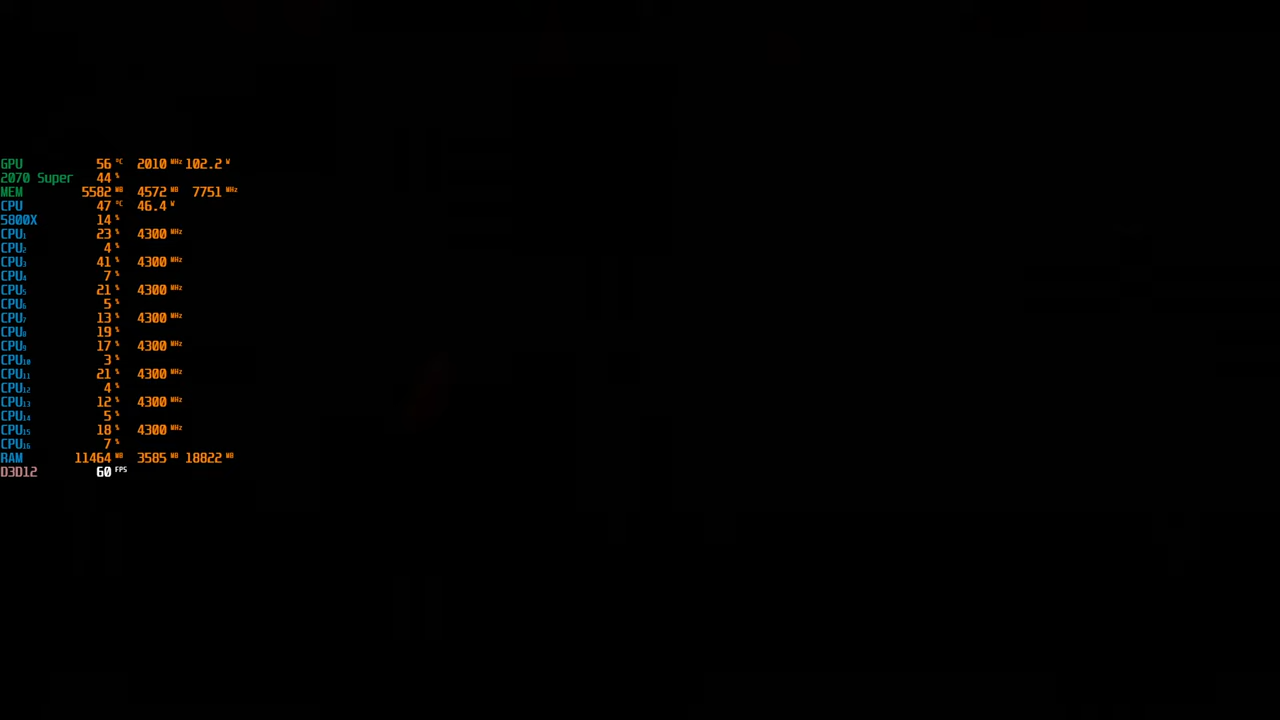 GPU 56 °C 2010 MHz 102.2 W
2070 Super 44 %
MEM 5582 MB 4572 MB 7751 MHz
CPU 47 °C 46.4 W
5800X 14 %
CPU1 23 % 4300 MHz
CPU2 4 %
CPU3 41 % 4300 MHz
CPU4 7 %
CPU5 21 % 4300 MHz
CPU6 5 %
CPU7 13 % 4300 MHz
CPU8 19 %
CPU9 17 % 4300 MHz
CPU10 3 %
CPU11 21 % 4300 MHz
CPU12 4 %
CPU13 12 % 4300 MHz
CPU14 5 %
CPU15 18 % 4300 MHz
CPU16 7 %
RAM 11464 MB 3585 MB 18822 MB
D3D12 60 FPS